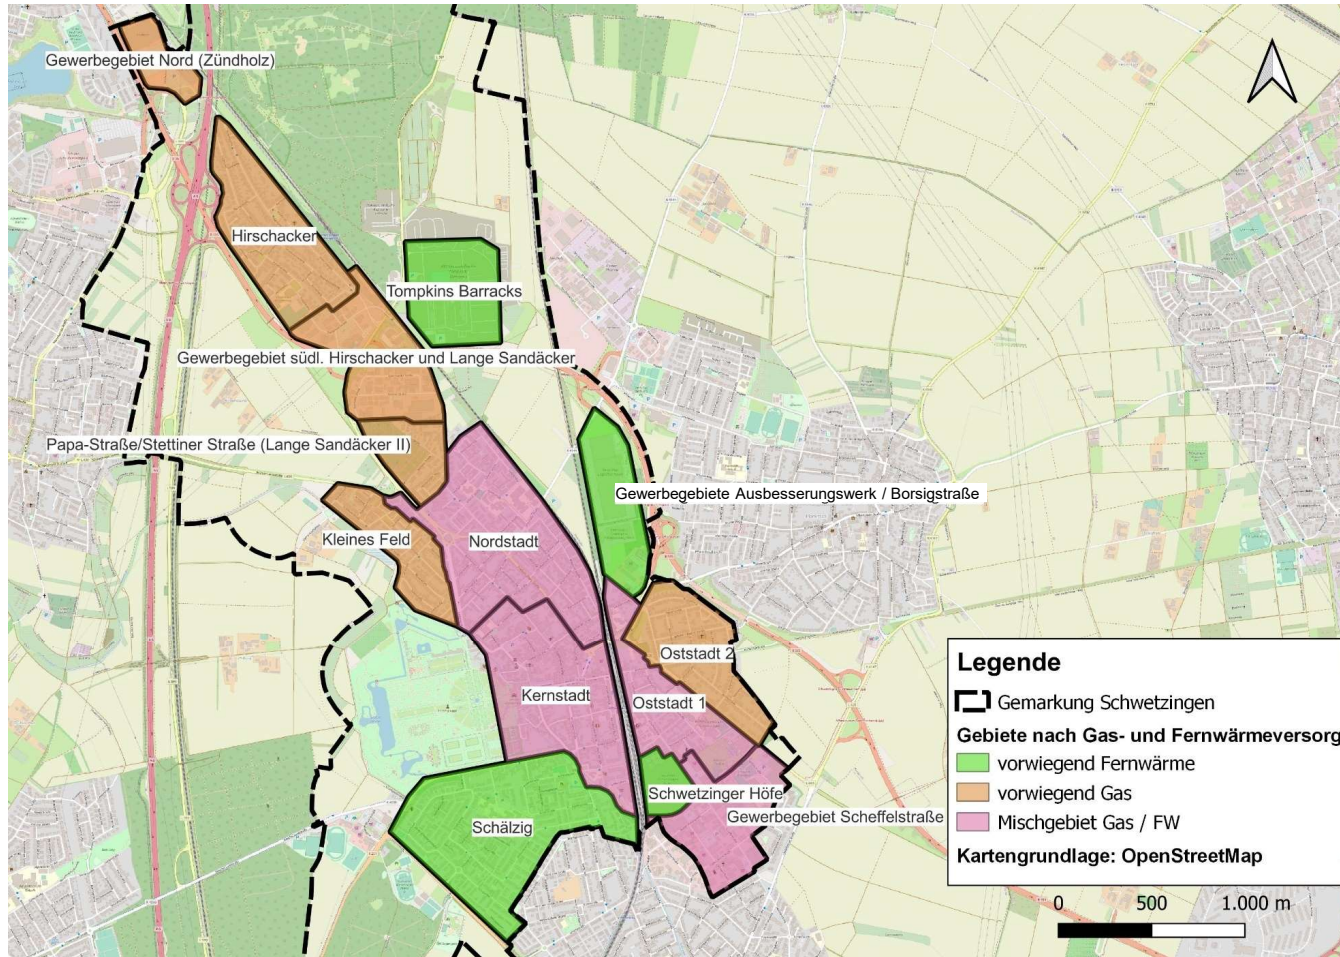 Gewerbegebiet Nord (Zündholz)
Hirschacker
Tompkins Barracks
Gewerbegebiet südl. Hirschacker und Lange Sandäcker
Papa-Straße/Stettiner Straße (Lange Sandäcker II)
Gewerbegebiete Ausbesserungswerk / Borsigstraße
Kleines Feld
Nordstadt
Oststadt 2
Kernstadt
Oststadt 1
Schwetzinger Höfe
Gewerbegebiet Scheffelstraße
Schälzig
Legende
Gemarkung Schwetzingen
Gebiete nach Gas- und Fernwärmeversorg
vorwiegend Fernwärme
vorwiegend Gas
Mischgebiet Gas / FW
Kartengrundlage: OpenStreetMap
0 500 1.000 m